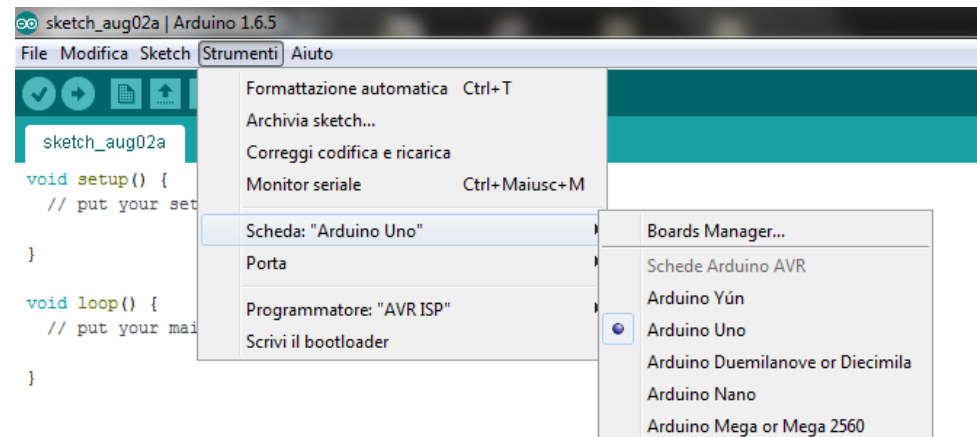 sketch_aug02a | Arduino 1.6.5
File Modifica Sketch Strumenti Aiuto
sketch_aug02a
Formattazione automatica Ctrl+T
Archivia sketch...
Correggi codifica e ricarica
Monitor seriale Ctrl+Maiusc+M
Scheda: "Arduino Uno"
Porta
Programmatore: "AVR ISP"
Scrivi il bootloader
Boards Manager...
Schede Arduino AVR
Arduino Yún
Arduino Uno
Arduino Duemilanove or Diecimila
Arduino Nano
Arduino Mega or Mega 2560
void setup() {
// put your set
}
void loop() {
// put your mai
}